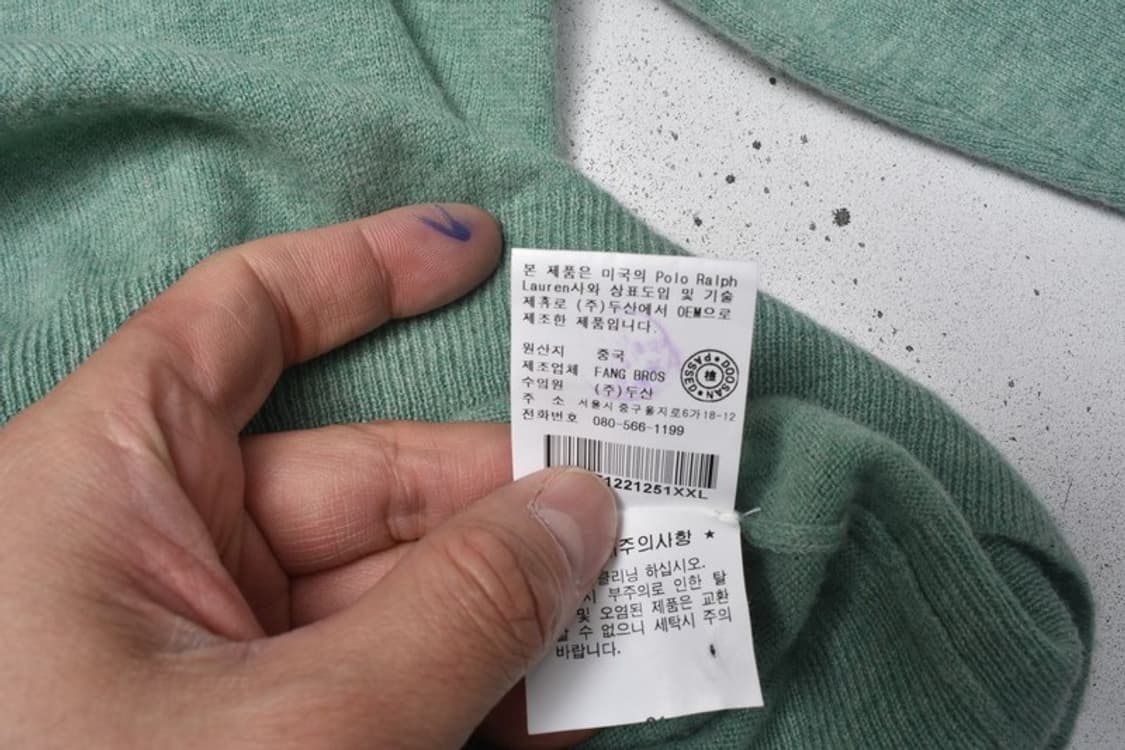 본 제품은 미국의 Polo Ralph
Lauren사와 상표도입 및 기술
제휴로 (주)두산에서 OEM으로
제조한 제품입니다.
원산지 중국
제조업체 FANG BROS
수입원 (주)두산
주 소 서울시 중구 을지로6가 18-12
전화번호 080-566-1199
DOOSAN PASSED
1221251XXL
주의사항 ★
클리닝 하십시오.
부주의로 인한 탈
및 오염된 제품은 교환
수 없으니 세탁시 주의
바랍니다.